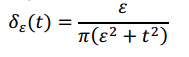 δ_ε(t) = ε / (π(ε² + t²))